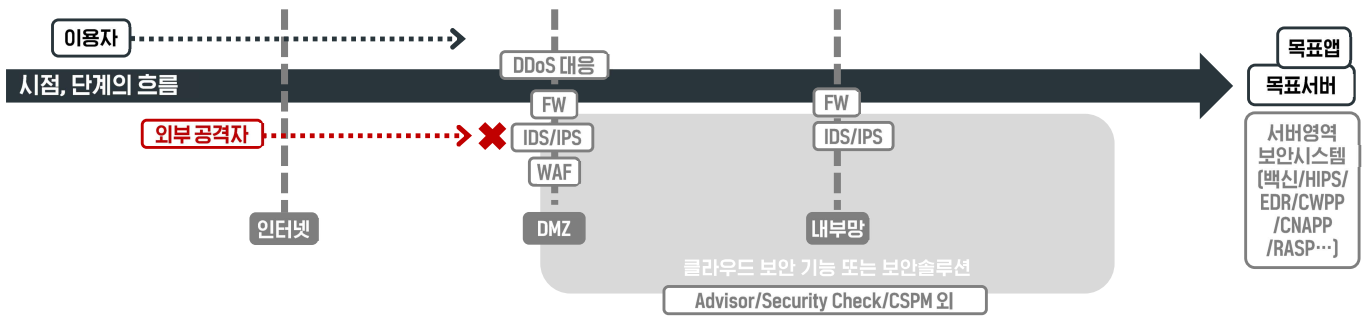 이용자
목표앱
DDoS 대응
시점, 단계의 흐름
목표서버
FW
FW
외부 공격자
IDS/IPS
IDS/IPS
WAF
서버영역
보안시스템
(백신/HIPS/
EDR/CWPP
/CNAPP
/RASP…)
인터넷
DMZ
내부망
클라우드 보안 기능 또는 보안솔루션
Advisor/Security Check/CSPM 외